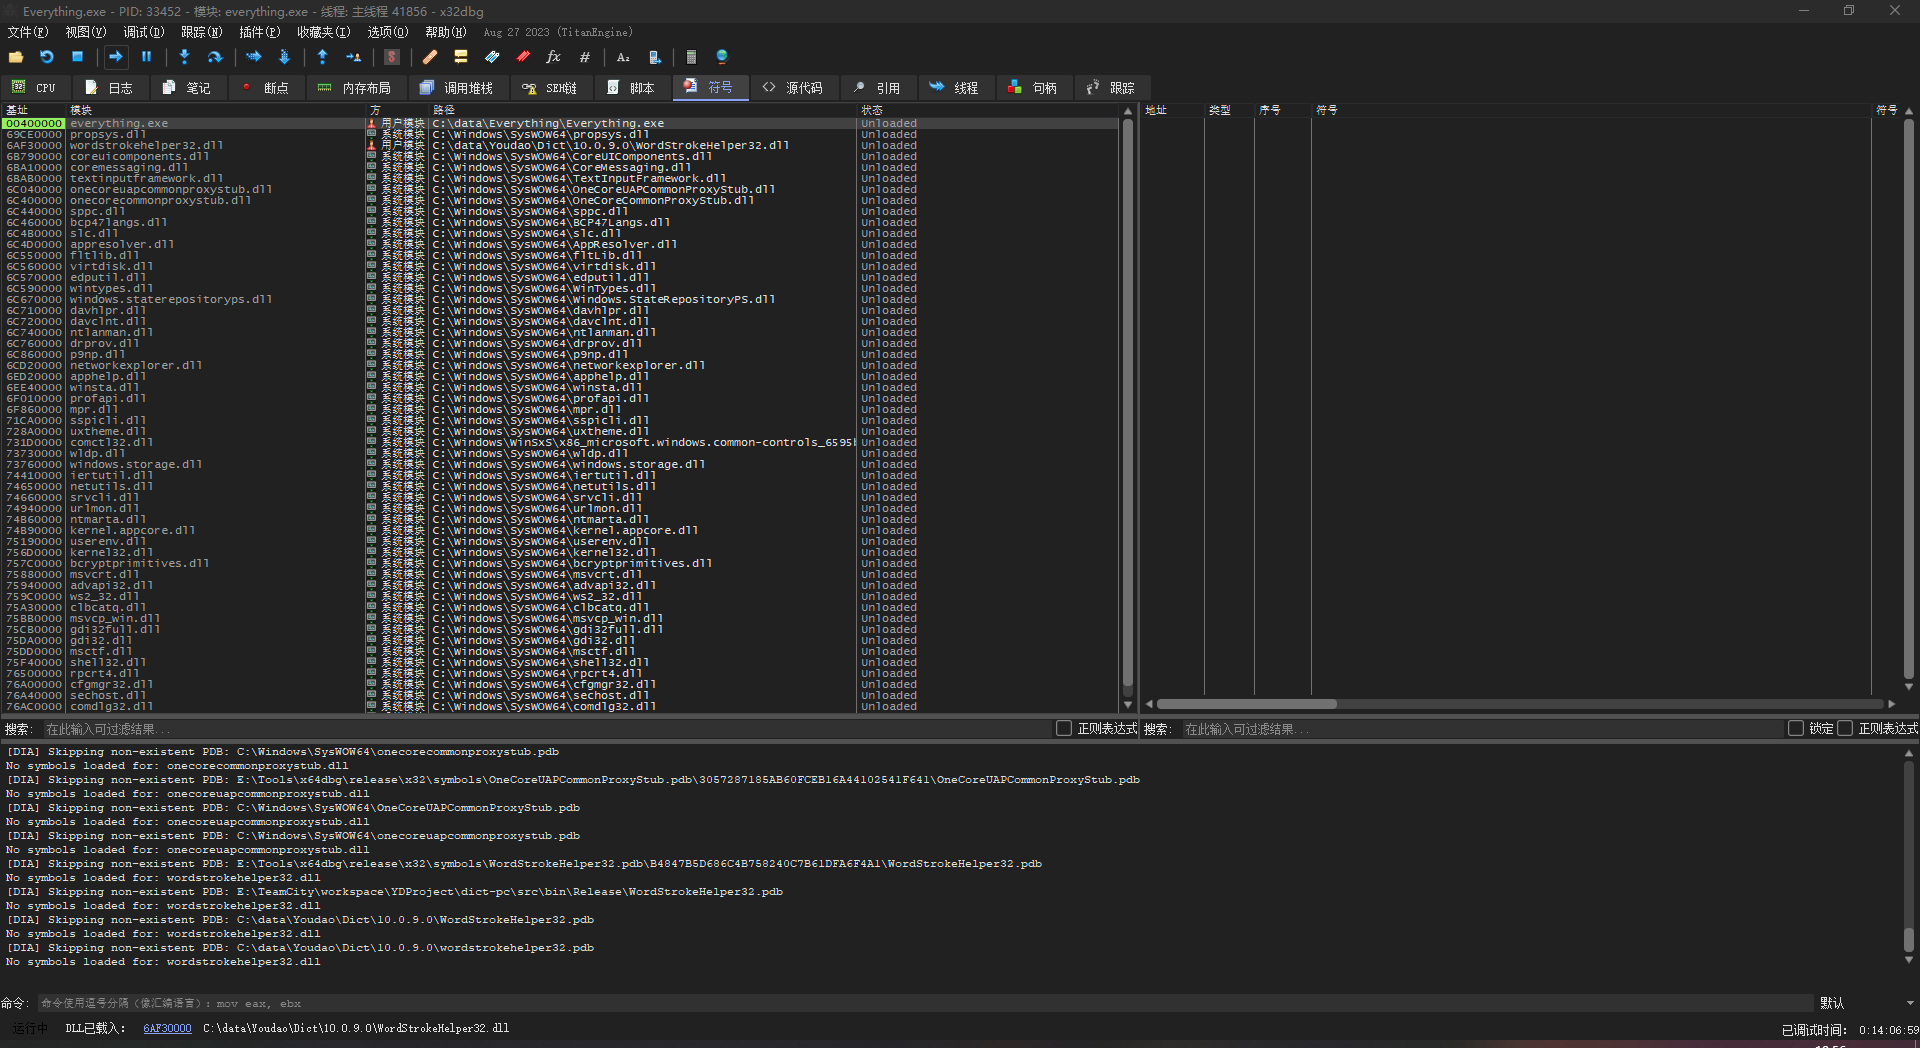 Everything.exe - PID: 33452 - 模块: everything.exe - 线程: 主线程 41856 - x32dbg
文件(F) 视图(V) 调试(D) 跟踪(N) 插件(P) 收藏夹(I) 选项(O) 帮助(H) Aug 27 2023 (TitanEngine)
CPU 日志 笔记 断点 内存布局 调用堆栈 SEH链 脚本 符号 源代码 引用 线程 句柄 跟踪
基址 模块 方 路径 状态 地址 类型 序号 符号 符号
00400000 everything.exe 用户模块 C:\data\Everything\Everything.exe Unloaded
69CE0000 propsys.dll 系统模块 C:\Windows\SysWOW64\propsys.dll Unloaded
6AF30000 wordstrokehelper32.dll 用户模块 C:\data\Youdao\Dict\10.0.9.0\WordStrokeHelper32.dll Unloaded
6B790000 coreuicomponents.dll 系统模块 C:\Windows\SysWOW64\CoreUIComponents.dll Unloaded
6BA10000 coremessaging.dll 系统模块 C:\Windows\SysWOW64\CoreMessaging.dll Unloaded
6BAB0000 textinputframework.dll 系统模块 C:\Windows\SysWOW64\TextInputFramework.dll Unloaded
6C040000 onecoreuapcommonproxystub.dll 系统模块 C:\Windows\SysWOW64\OneCoreUAPCommonProxyStub.dll Unloaded
6C400000 onecorecommonproxystub.dll 系统模块 C:\Windows\SysWOW64\OneCoreCommonProxyStub.dll Unloaded
6C440000 sppc.dll 系统模块 C:\Windows\SysWOW64\sppc.dll Unloaded
6C460000 bcp47langs.dll 系统模块 C:\Windows\SysWOW64\BCP47Langs.dll Unloaded
6C4B0000 slc.dll 系统模块 C:\Windows\SysWOW64\slc.dll Unloaded
6C4D0000 appresolver.dll 系统模块 C:\Windows\SysWOW64\AppResolver.dll Unloaded
6C550000 fltlib.dll 系统模块 C:\Windows\SysWOW64\fltLib.dll Unloaded
6C560000 virtdisk.dll 系统模块 C:\Windows\SysWOW64\virtdisk.dll Unloaded
6C570000 edputil.dll 系统模块 C:\Windows\SysWOW64\edputil.dll Unloaded
6C590000 wintypes.dll 系统模块 C:\Windows\SysWOW64\WinTypes.dll Unloaded
6C670000 windows.staterepositoryps.dll 系统模块 C:\Windows\SysWOW64\Windows.StateRepositoryPS.dll Unloaded
6C710000 davhlpr.dll 系统模块 C:\Windows\SysWOW64\davhlpr.dll Unloaded
6C720000 davclnt.dll 系统模块 C:\Windows\SysWOW64\davclnt.dll Unloaded
6C740000 ntlanman.dll 系统模块 C:\Windows\SysWOW64\ntlanman.dll Unloaded
6C760000 drprov.dll 系统模块 C:\Windows\SysWOW64\drprov.dll Unloaded
6C860000 p9np.dll 系统模块 C:\Windows\SysWOW64\p9np.dll Unloaded
6CD20000 networkexplorer.dll 系统模块 C:\Windows\SysWOW64\networkexplorer.dll Unloaded
6ED20000 apphelp.dll 系统模块 C:\Windows\SysWOW64\apphelp.dll Unloaded
6EE40000 winsta.dll 系统模块 C:\Windows\SysWOW64\winsta.dll Unloaded
6F010000 profapi.dll 系统模块 C:\Windows\SysWOW64\profapi.dll Unloaded
6F860000 mpr.dll 系统模块 C:\Windows\SysWOW64\mpr.dll Unloaded
71CA0000 sspicli.dll 系统模块 C:\Windows\SysWOW64\sspicli.dll Unloaded
728A0000 uxtheme.dll 系统模块 C:\Windows\SysWOW64\uxtheme.dll Unloaded
731D0000 comctl32.dll 系统模块 C:\Windows\WinSxS\x86_microsoft.windows.common-controls_6595b Unloaded
73730000 wldp.dll 系统模块 C:\Windows\SysWOW64\wldp.dll Unloaded
73760000 windows.storage.dll 系统模块 C:\Windows\SysWOW64\windows.storage.dll Unloaded
74410000 iertutil.dll 系统模块 C:\Windows\SysWOW64\iertutil.dll Unloaded
74650000 netutils.dll 系统模块 C:\Windows\SysWOW64\netutils.dll Unloaded
74660000 srvcli.dll 系统模块 C:\Windows\SysWOW64\srvcli.dll Unloaded
74940000 urlmon.dll 系统模块 C:\Windows\SysWOW64\urlmon.dll Unloaded
74B60000 ntmarta.dll 系统模块 C:\Windows\SysWOW64\ntmarta.dll Unloaded
74B90000 kernel.appcore.dll 系统模块 C:\Windows\SysWOW64\kernel.appcore.dll Unloaded
75190000 userenv.dll 系统模块 C:\Windows\SysWOW64\userenv.dll Unloaded
756D0000 kernel32.dll 系统模块 C:\Windows\SysWOW64\kernel32.dll Unloaded
757C0000 bcryptprimitives.dll 系统模块 C:\Windows\SysWOW64\bcryptprimitives.dll Unloaded
75880000 msvcrt.dll 系统模块 C:\Windows\SysWOW64\msvcrt.dll Unloaded
75940000 advapi32.dll 系统模块 C:\Windows\SysWOW64\advapi32.dll Unloaded
759C0000 ws2_32.dll 系统模块 C:\Windows\SysWOW64\ws2_32.dll Unloaded
75A30000 clbcatq.dll 系统模块 C:\Windows\SysWOW64\clbcatq.dll Unloaded
75BB0000 msvcp_win.dll 系统模块 C:\Windows\SysWOW64\msvcp_win.dll Unloaded
75CB0000 gdi32full.dll 系统模块 C:\Windows\SysWOW64\gdi32full.dll Unloaded
75DA0000 gdi32.dll 系统模块 C:\Windows\SysWOW64\gdi32.dll Unloaded
75DD0000 msctf.dll 系统模块 C:\Windows\SysWOW64\msctf.dll Unloaded
75F40000 shell32.dll 系统模块 C:\Windows\SysWOW64\shell32.dll Unloaded
76500000 rpcrt4.dll 系统模块 C:\Windows\SysWOW64\rpcrt4.dll Unloaded
76A00000 cfgmgr32.dll 系统模块 C:\Windows\SysWOW64\cfgmgr32.dll Unloaded
76A40000 sechost.dll 系统模块 C:\Windows\SysWOW64\sechost.dll Unloaded
76AC0000 comdlg32.dll 系统模块 C:\Windows\SysWOW64\comdlg32.dll Unloaded
搜索: 在此输入可过滤结果... 正则表达式 搜索: 在此输入可过滤结果... 锁定 正则表达式
[DIA] Skipping non-existent PDB: C:\Windows\SysWOW64\onecorecommonproxystub.pdb
No symbols loaded for: onecorecommonproxystub.dll
[DIA] Skipping non-existent PDB: E:\Tools\x64dbg\release\x32\symbols\OneCoreUAPCommonProxyStub.pdb\3057287185AB60FCEB16A44102541F641\OneCoreUAPCommonProxyStub.pdb
No symbols loaded for: onecoreuapcommonproxystub.dll
[DIA] Skipping non-existent PDB: C:\Windows\SysWOW64\OneCoreUAPCommonProxyStub.pdb
No symbols loaded for: onecoreuapcommonproxystub.dll
[DIA] Skipping non-existent PDB: C:\Windows\SysWOW64\onecoreuapcommonproxystub.pdb
No symbols loaded for: onecoreuapcommonproxystub.dll
[DIA] Skipping non-existent PDB: E:\Tools\x64dbg\release\x32\symbols\WordStrokeHelper32.pdb\B4847B5D686C4B758240C7B61DFA6F4A1\WordStrokeHelper32.pdb
No symbols loaded for: wordstrokehelper32.dll
[DIA] Skipping non-existent PDB: E:\TeamCity\workspace\YDProject\dict-pc\src\bin\Release\WordStrokeHelper32.pdb
No symbols loaded for: wordstrokehelper32.dll
[DIA] Skipping non-existent PDB: C:\data\Youdao\Dict\10.0.9.0\WordStrokeHelper32.pdb
No symbols loaded for: wordstrokehelper32.dll
[DIA] Skipping non-existent PDB: C:\data\Youdao\Dict\10.0.9.0\wordstrokehelper32.pdb
No symbols loaded for: wordstrokehelper32.dll
命令: 命令使用逗号分隔（像汇编语言）: mov eax, ebx 默认
运行中 DLL已载入: 6AF30000 C:\data\Youdao\Dict\10.0.9.0\WordStrokeHelper32.dll 已调试时间: 0:14:06:59